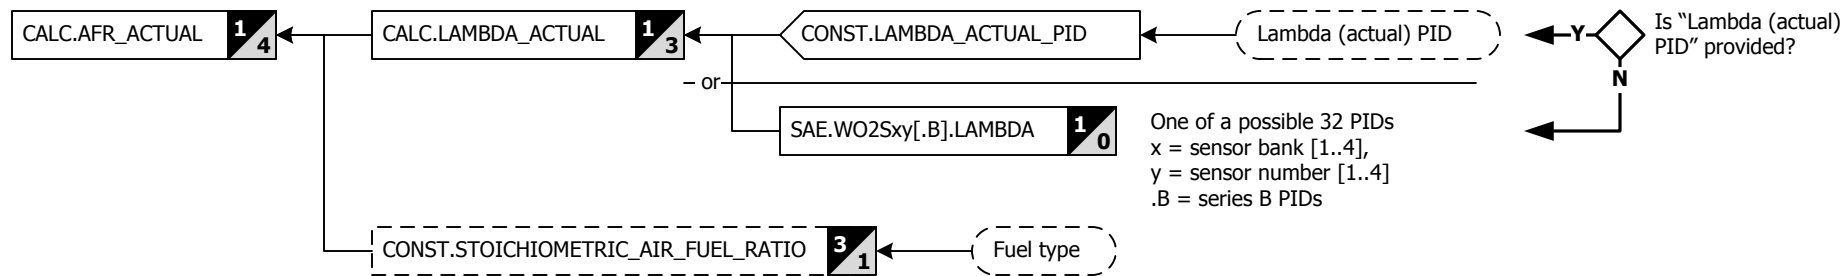 CALC.AFR_ACTUAL 1 4
CALC.LAMBDA_ACTUAL 1 3
CONST.LAMBDA_ACTUAL_PID
Lambda (actual) PID
Y
Is “Lambda (actual)
PID” provided?
N
or
SAE.WO2Sxy[.B].LAMBDA 1 0
One of a possible 32 PIDs
x = sensor bank [1..4],
y = sensor number [1..4]
.B = series B PIDs
CONST.STOICHIOMETRIC_AIR_FUEL_RATIO 3 1
Fuel type